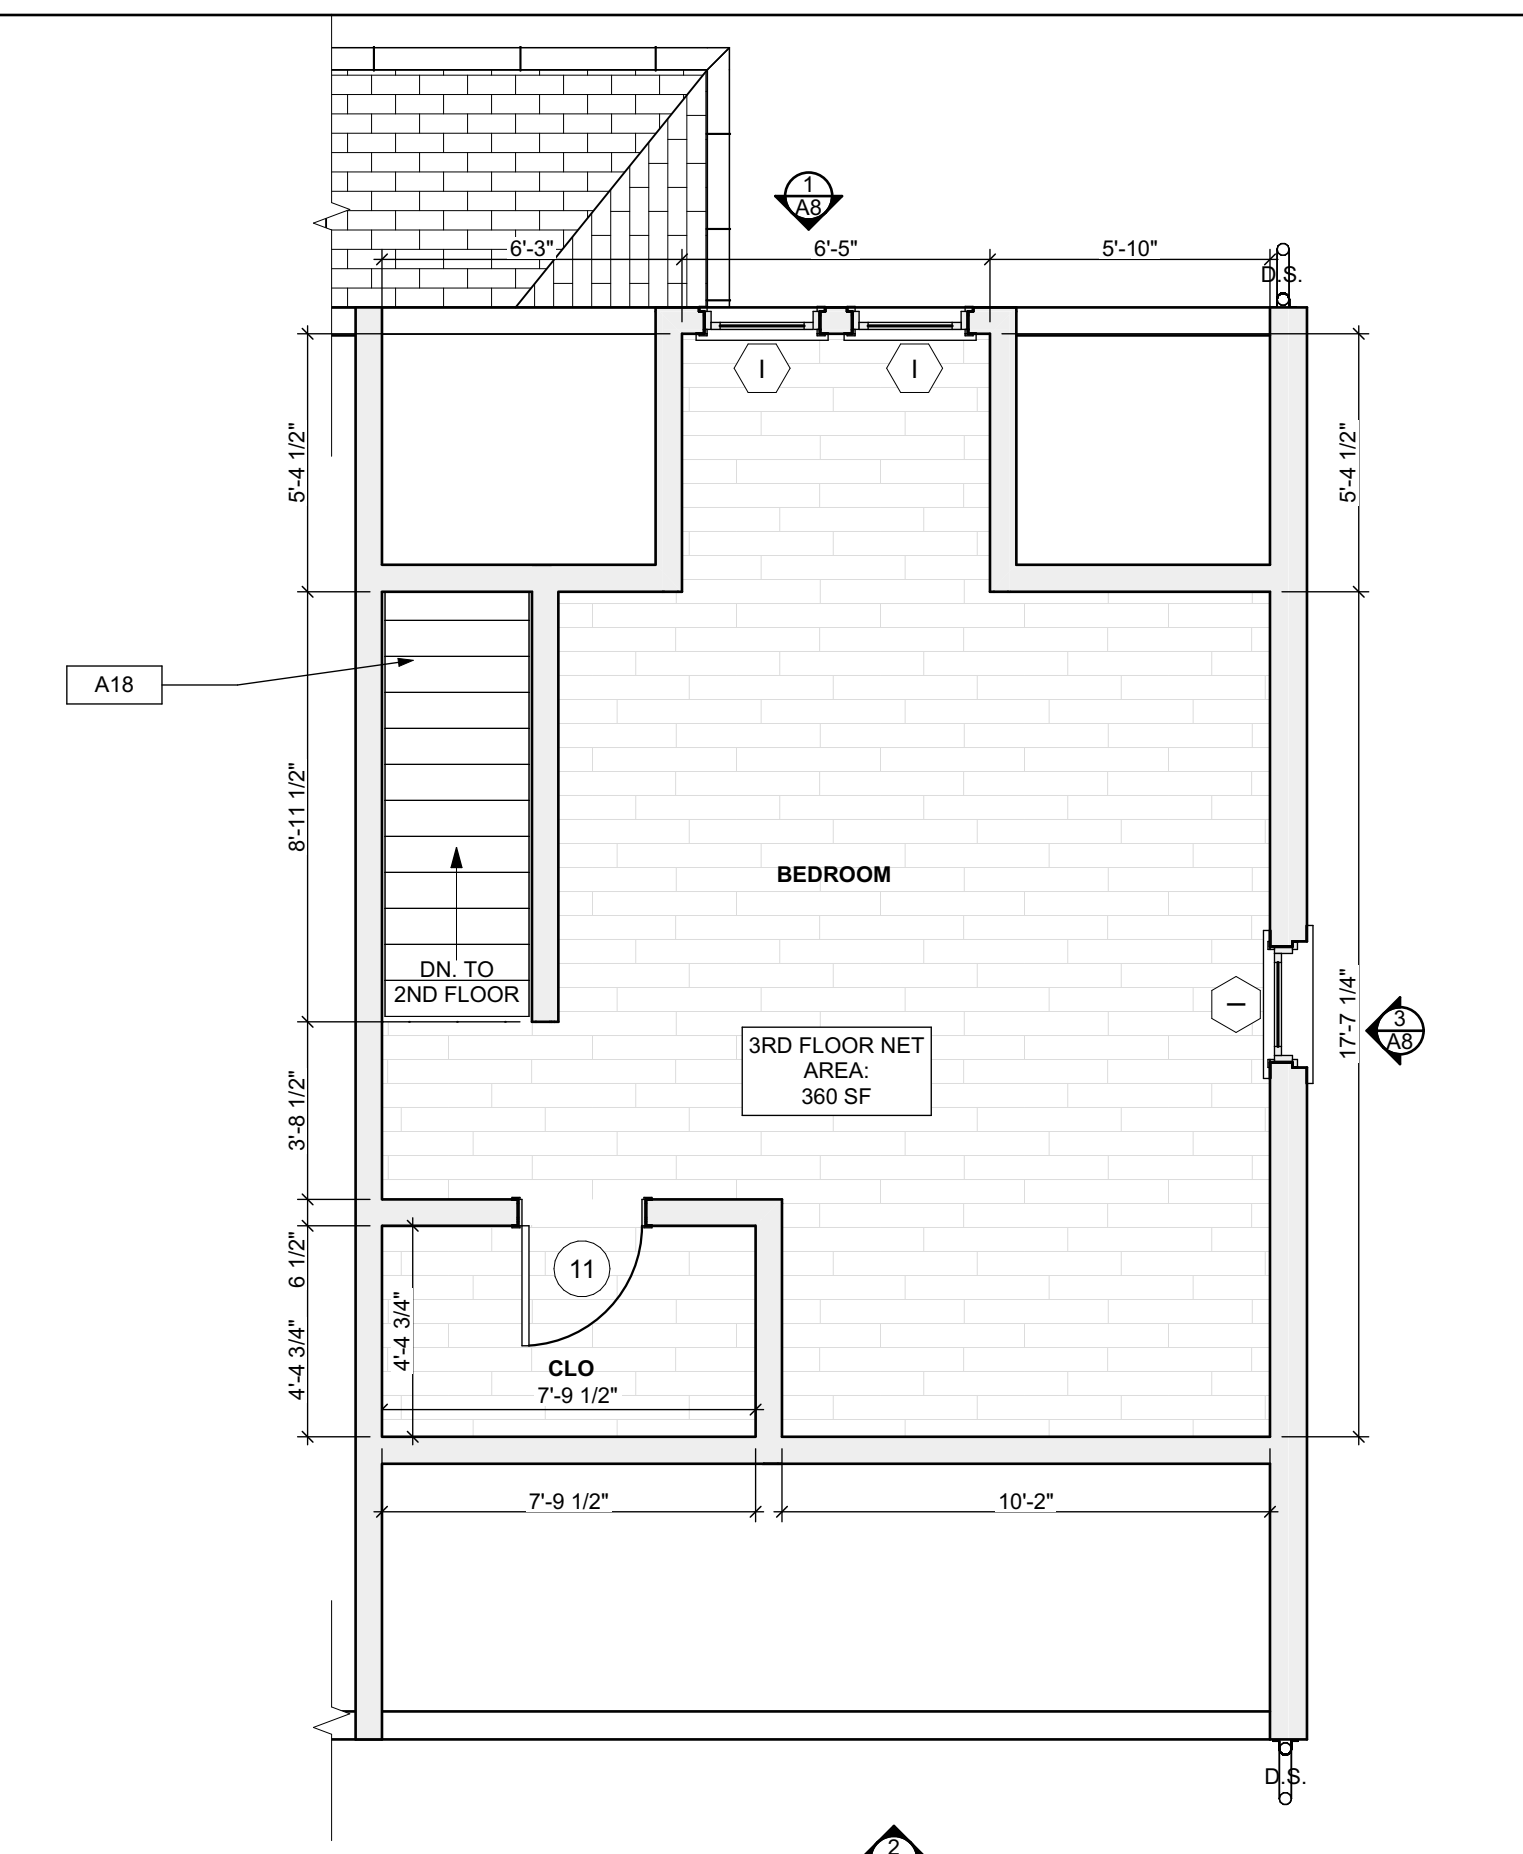 1
A8
6'-3"
6'-5"
5'-10"
D.S.
I
I
5'-4 1/2"
5'-4 1/2"
A18
8'-11 1/2"
BEDROOM
DN. TO
2ND FLOOR
I
17'-7 1/4"
3
A8
3RD FLOOR NET
AREA:
360 SF
3'-8 1/2"
6 1/2"
11
4'-4 3/4"
4'-4 3/4"
CLO
7'-9 1/2"
7'-9 1/2"
10'-2"
D.S.
2